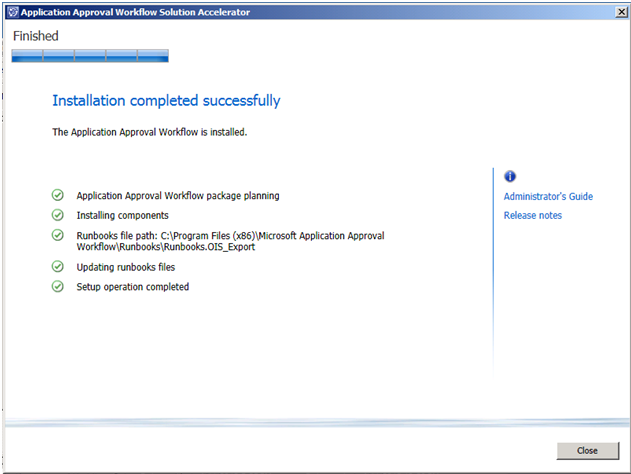 Application Approval Workflow Solution Accelerator
Finished
Installation completed successfully
The Application Approval Workflow is installed.
Application Approval Workflow package planning
Installing components
Runbooks file path: C:\Program Files (x86)\Microsoft Application Approval
Workflow\Runbooks\Runbooks.OIS_Export
Updating runbooks files
Setup operation completed
Administrator's Guide
Release notes
Close